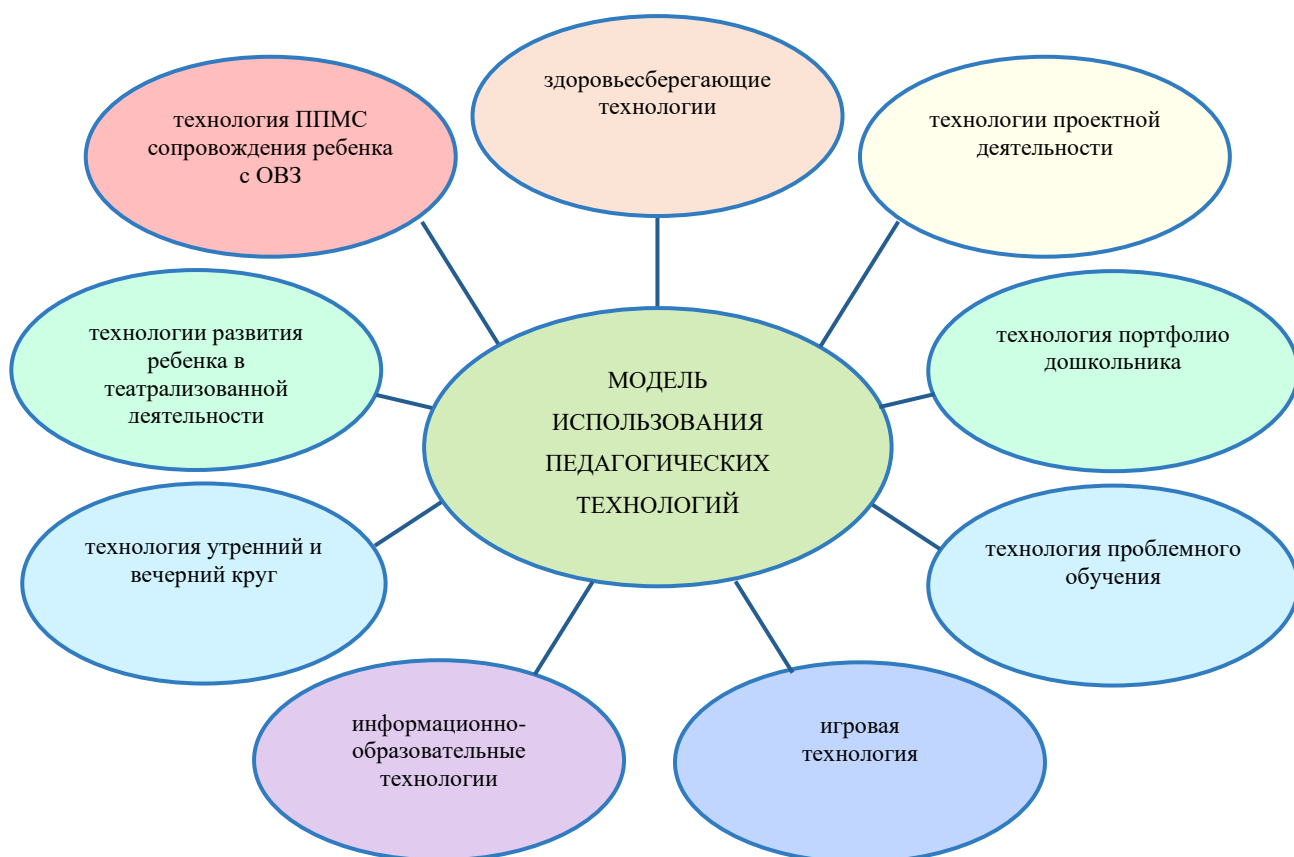 здоровьесберегающие
технологии
технология ППМС
сопровождения ребенка
с ОВЗ
технологии проектной
деятельности
технологии развития
ребенка в
театрализованной
деятельности
технология портфолио
дошкольника
МОДЕЛЬ
ИСПОЛЬЗОВАНИЯ
ПЕДАГОГИЧЕСКИХ
ТЕХНОЛОГИЙ
технология утренний и
вечерний круг
технология проблемного
обучения
информационно-
образовательные
технологии
игровая
технология